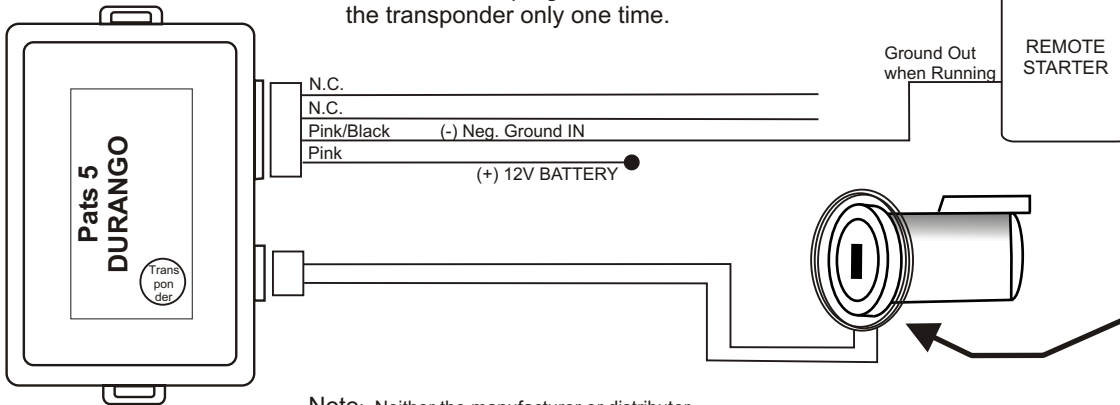 the transponder only one time.
Ground Out
when Running
REMOTE
STARTER
N.C.
N.C.
Pink/Black (-) Neg. Ground IN
Pink
(+) 12V BATTERY
Pats 5
DURANGO
Trans
pon
der
Note: Neither the manufacturer or distributor